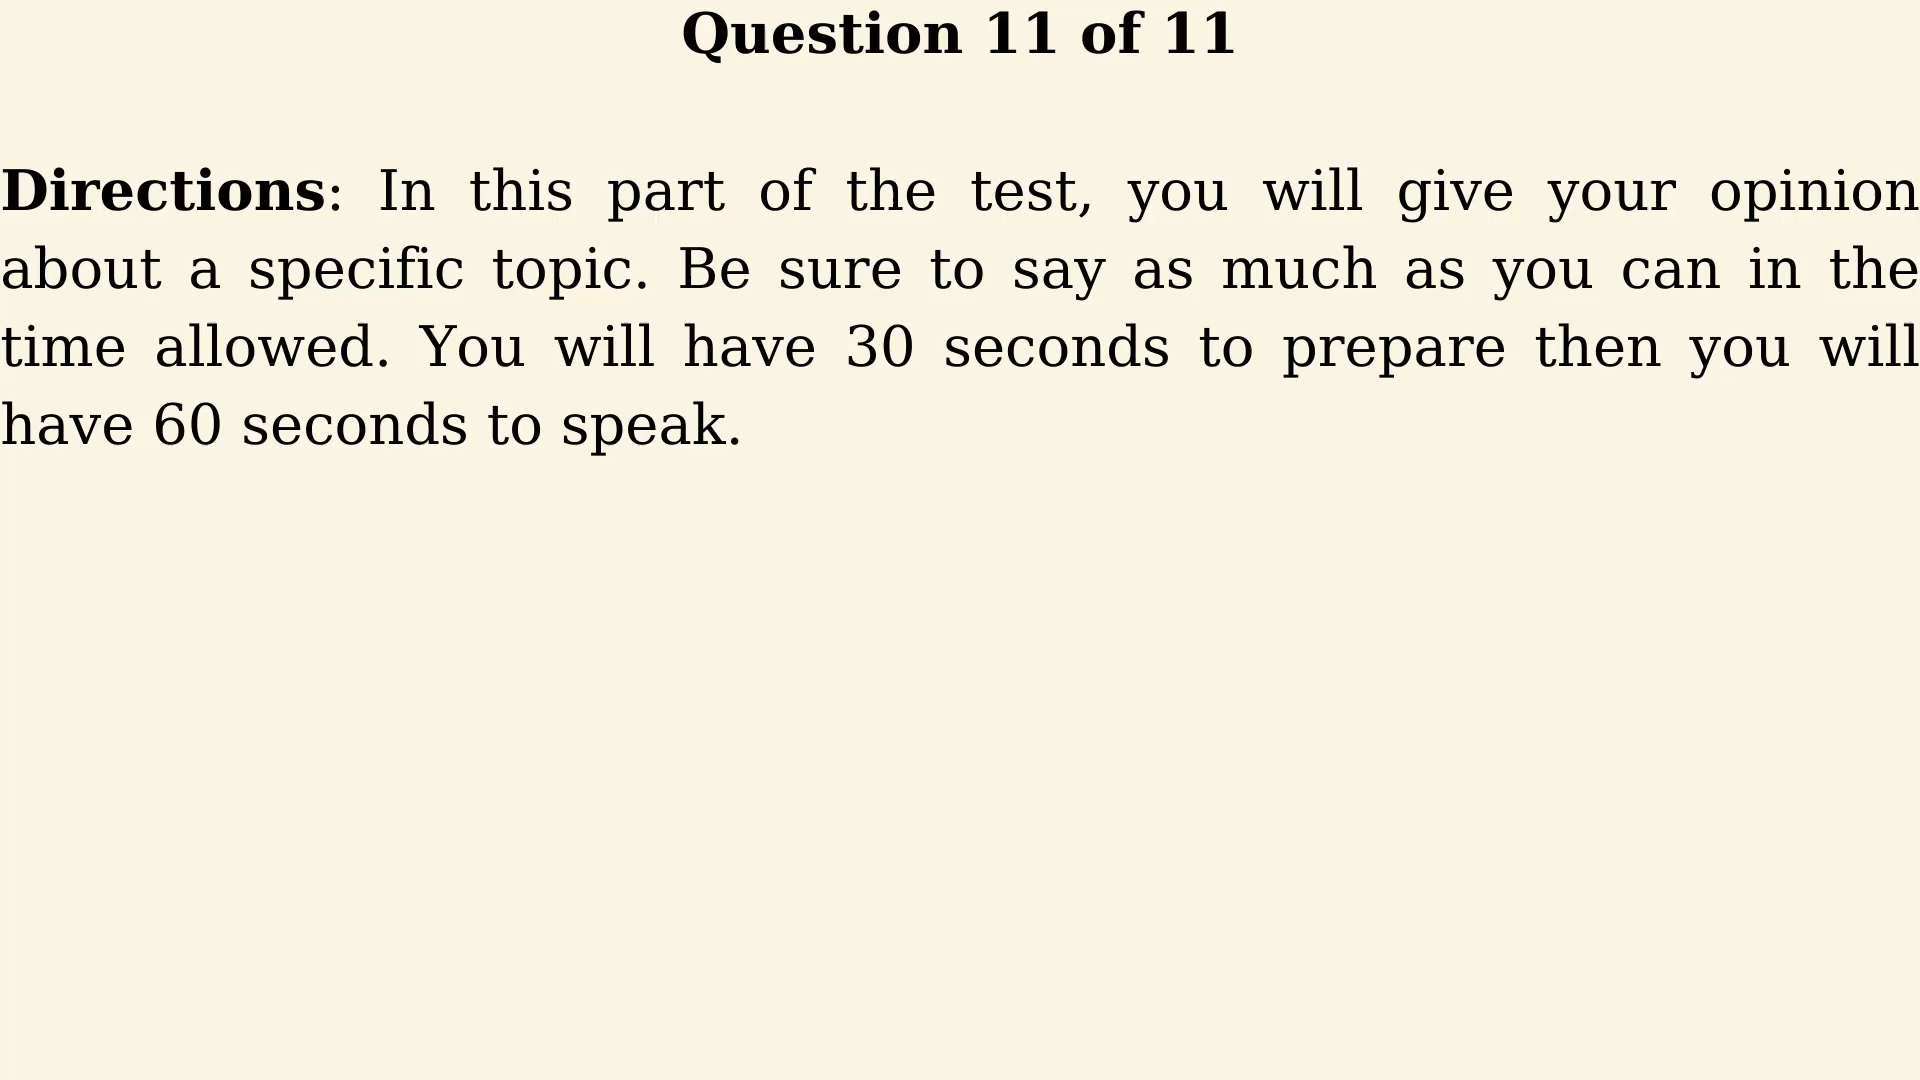 Question 11 of 11
Directions: In this part of the test, you will give your opinion
about a specific topic. Be sure to say as much as you can in the
time allowed. You will have 30 seconds to prepare then you will
have 60 seconds to speak.